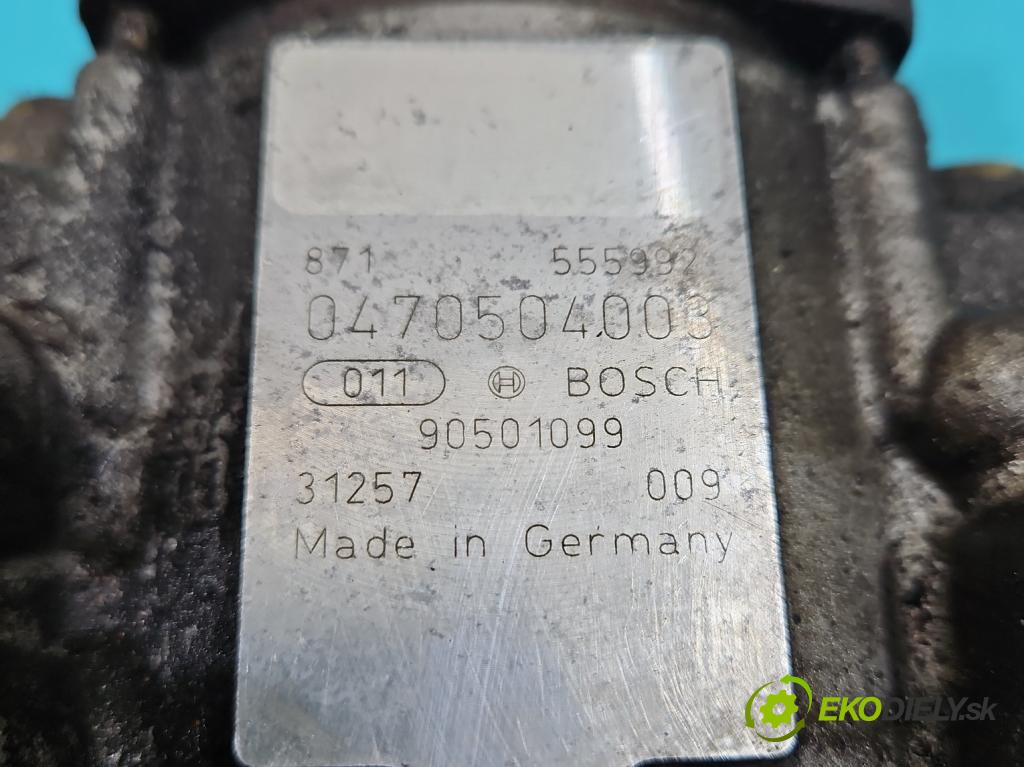 871 555992
0470504003
011 BOSCH
90501099
31257 009
Made in Germany
EKODIELY.sk